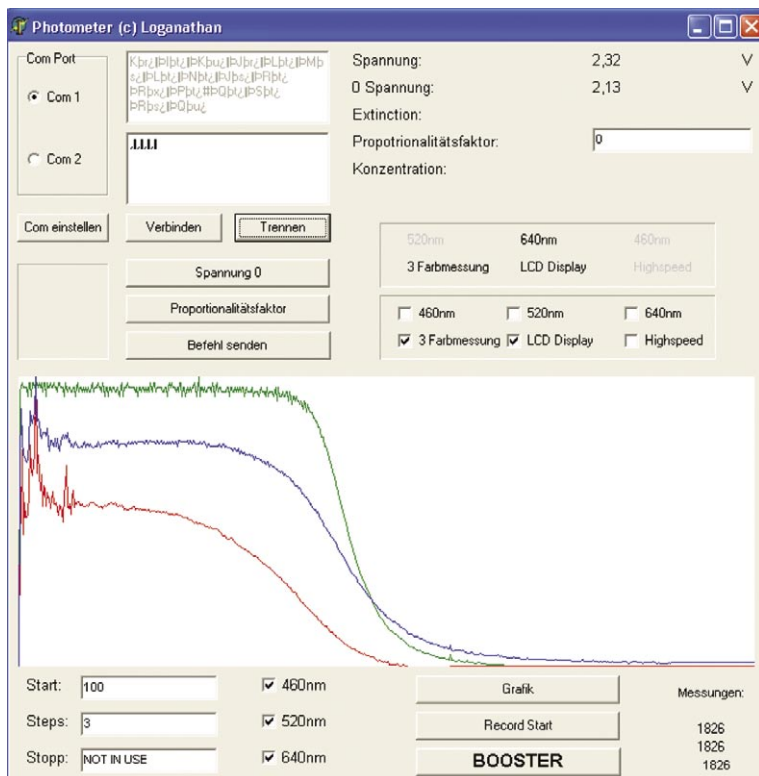 Photometer (c) Loganathan
Com Port
Com 1
Com 2
Spannung: 2,32 V
0 Spannung: 2,13 V
Extinction:
Propotrionalitätsfaktor: 0
Konzentration:
Com einstellen
Verbinden
Trennen
Spannung 0
Proportionalitätsfaktor
Befehl senden
520nm 640nm 460nm
3 Farbmessung LCD Display Highspeed
460nm 520nm 640nm
3 Farbmessung LCD Display Highspeed
Start: 100
460nm
Grafik
Messungen:
Steps: 3
520nm
Record Start
1826
1826
1826
Stopp: NOT IN USE
640nm
BOOSTER